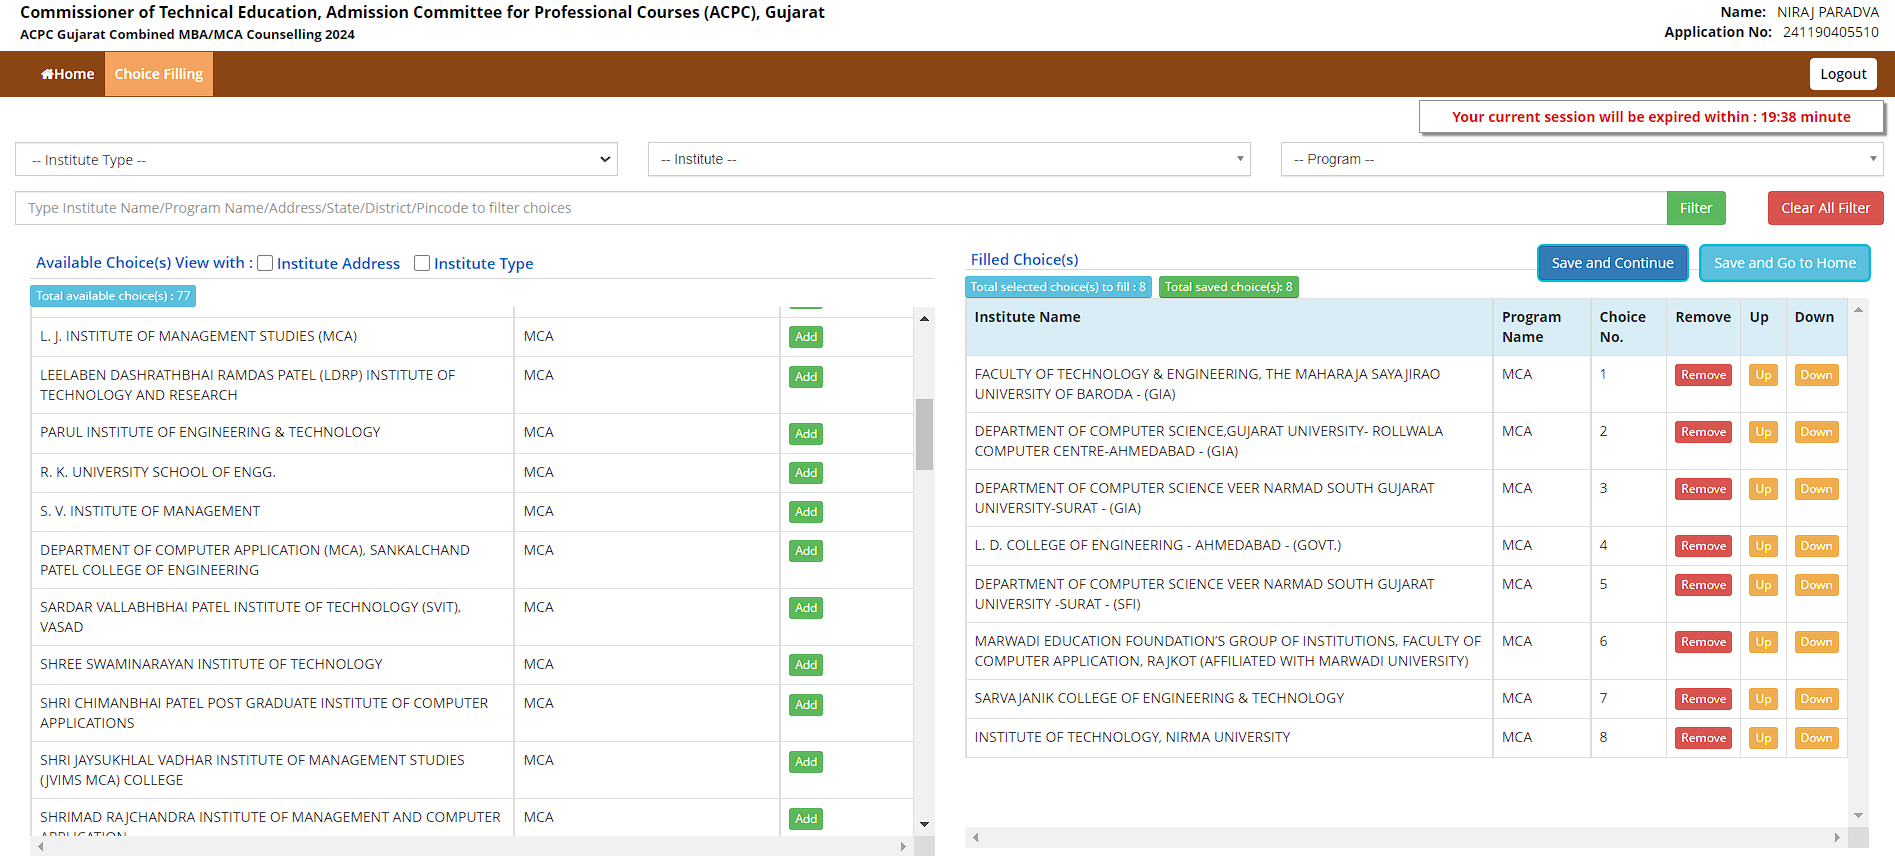 Commissioner of Technical Education, Admission Committee for Professional Courses (ACPC), Gujarat
ACPC Gujarat Combined MBA/MCA Counselling 2024
Name: NIRAJ PARADVA
Application No: 241190405510
Home Choice Filling Logout
Your current session will be expired within : 19:38 minute
-- Institute Type -- -- Institute -- -- Program --
Type Institute Name/Program Name/Address/State/District/Pincode to filter choices Filter Clear All Filter
Available Choice(s) View with : Institute Address Institute Type
Total available choice(s) : 77
L. J. INSTITUTE OF MANAGEMENT STUDIES (MCA) MCA Add
LEELABEN DASHRATHBHAI RAMDAS PATEL (LDRP) INSTITUTE OF MCA Add
TECHNOLOGY AND RESEARCH
PARUL INSTITUTE OF ENGINEERING & TECHNOLOGY MCA Add
R. K. UNIVERSITY SCHOOL OF ENGG. MCA Add
S. V. INSTITUTE OF MANAGEMENT MCA Add
DEPARTMENT OF COMPUTER APPLICATION (MCA), SANKALCHAND MCA Add
PATEL COLLEGE OF ENGINEERING
SARDAR VALLABHBHAI PATEL INSTITUTE OF TECHNOLOGY (SVIT), MCA Add
VASAD
SHREE SWAMINARAYAN INSTITUTE OF TECHNOLOGY MCA Add
SHRI CHIMANBHAI PATEL POST GRADUATE INSTITUTE OF COMPUTER MCA Add
APPLICATIONS
SHRI JAYSUKHLAL VADHAR INSTITUTE OF MANAGEMENT STUDIES MCA Add
(JVIMS MCA) COLLEGE
SHRIMAD RAJCHANDRA INSTITUTE OF MANAGEMENT AND COMPUTER MCA Add
APPLICATION
Filled Choice(s) Save and Continue Save and Go to Home
Total selected choice(s) to fill : 8 Total saved choice(s): 8
Institute Name Program Choice Remove Up Down
Name No.
FACULTY OF TECHNOLOGY & ENGINEERING, THE MAHARAJA SAYAJIRAO MCA 1 Remove Up Down
UNIVERSITY OF BARODA - (GIA)
DEPARTMENT OF COMPUTER SCIENCE,GUJARAT UNIVERSITY- ROLLWALA MCA 2 Remove Up Down
COMPUTER CENTRE-AHMEDABAD - (GIA)
DEPARTMENT OF COMPUTER SCIENCE VEER NARMAD SOUTH GUJARAT MCA 3 Remove Up Down
UNIVERSITY-SURAT - (GIA)
L. D. COLLEGE OF ENGINEERING - AHMEDABAD - (GOVT.) MCA 4 Remove Up Down
DEPARTMENT OF COMPUTER SCIENCE VEER NARMAD SOUTH GUJARAT MCA 5 Remove Up Down
UNIVERSITY -SURAT - (SFI)
MARWADI EDUCATION FOUNDATION'S GROUP OF INSTITUTIONS, FACULTY OF MCA 6 Remove Up Down
COMPUTER APPLICATION, RAJKOT (AFFILIATED WITH MARWADI UNIVERSITY)
SARVAJANIK COLLEGE OF ENGINEERING & TECHNOLOGY MCA 7 Remove Up Down
INSTITUTE OF TECHNOLOGY, NIRMA UNIVERSITY MCA 8 Remove Up Down